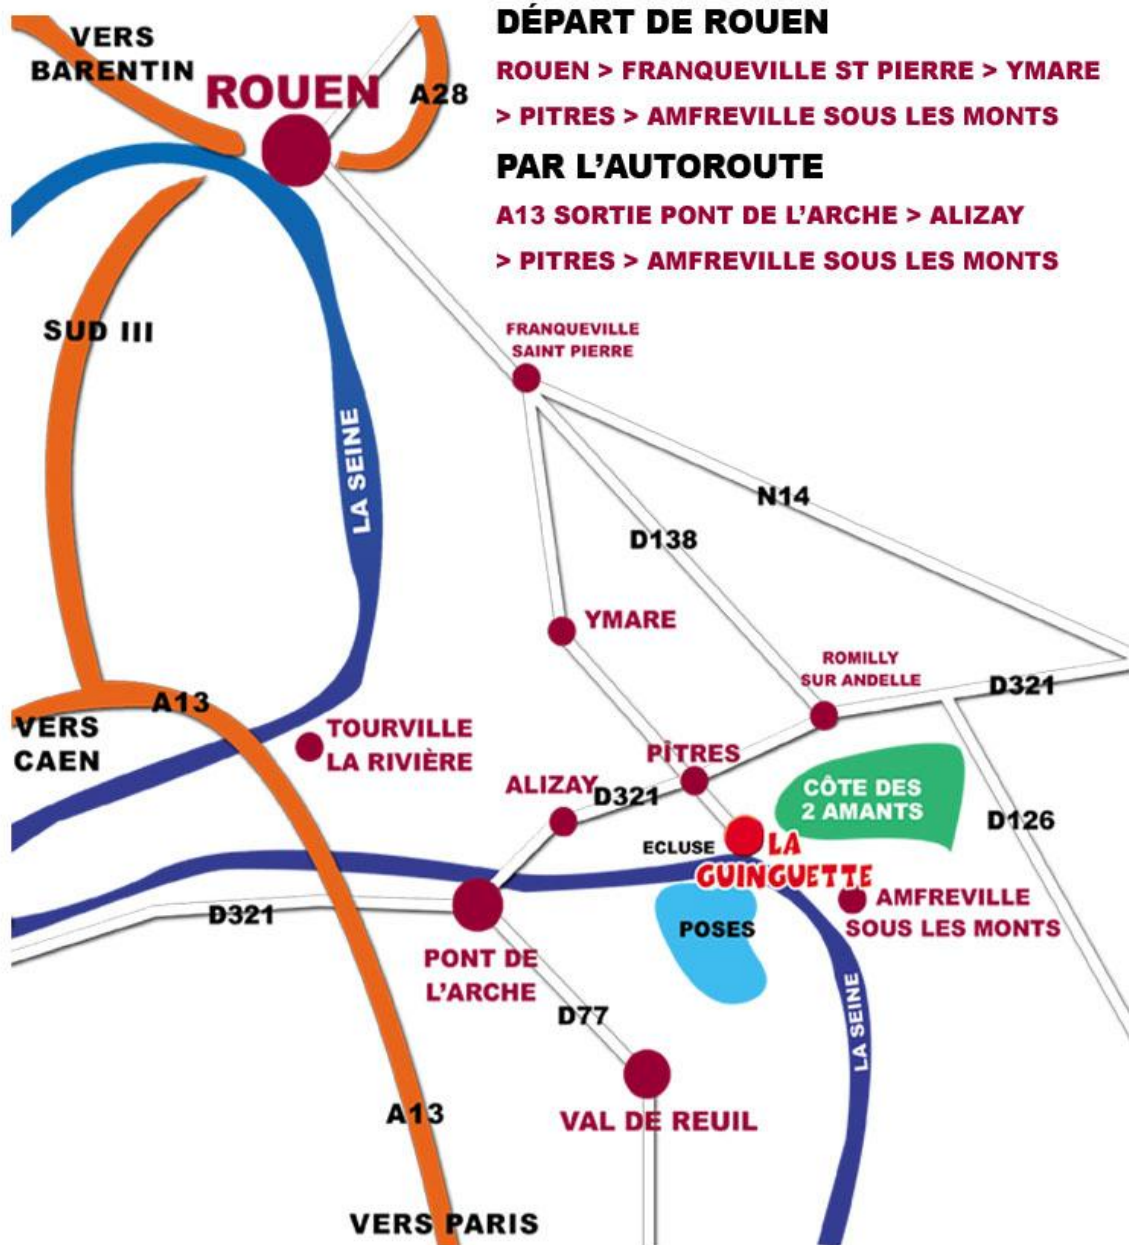 DÉPART DE ROUEN
ROUEN > FRANQUEVILLE ST PIERRE > YMARE
> PITRES > AMFREVILLE SOUS LES MONTS
PAR L'AUTOROUTE
A13 SORTIE PONT DE L'ARCHE > ALIZAY
> PITRES > AMFREVILLE SOUS LES MONTS
VERS
BARENTIN
ROUEN
A28
SUD III
FRANQUEVILLE
SAINT PIERRE
LA SEINE
N14
D138
YMARE
ROMILLY
SUR ANDELLE
D321
A13
VERS
CAEN
TOURVILLE
LA RIVIÈRE
PÎTRES
ALIZAY
D321
CÔTE DES
2 AMANTS
D126
ECLUSE
LA
GUINGUETTE
AMFREVILLE
SOUS LES MONTS
D321
POSES
PONT DE
L'ARCHE
D77
LA SEINE
A13
VAL DE REUIL
VERS PARIS